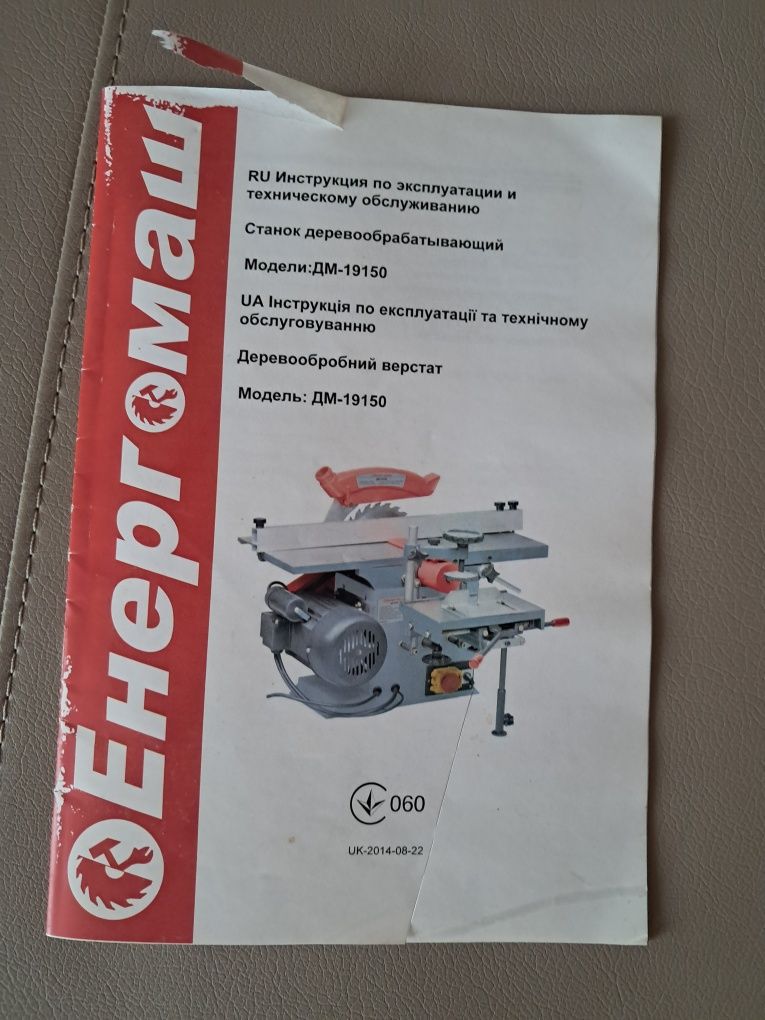 Енергомаш
RU Инструкция по эксплуатации и
техническому обслуживанию
Станок деревообрабатывающий
Модели:ДМ-19150
UA Інструкція по експлуатації та технічному
обслуговуванню
Деревообробний верстат
Модель: ДМ-19150
060
UK-2014-08-22